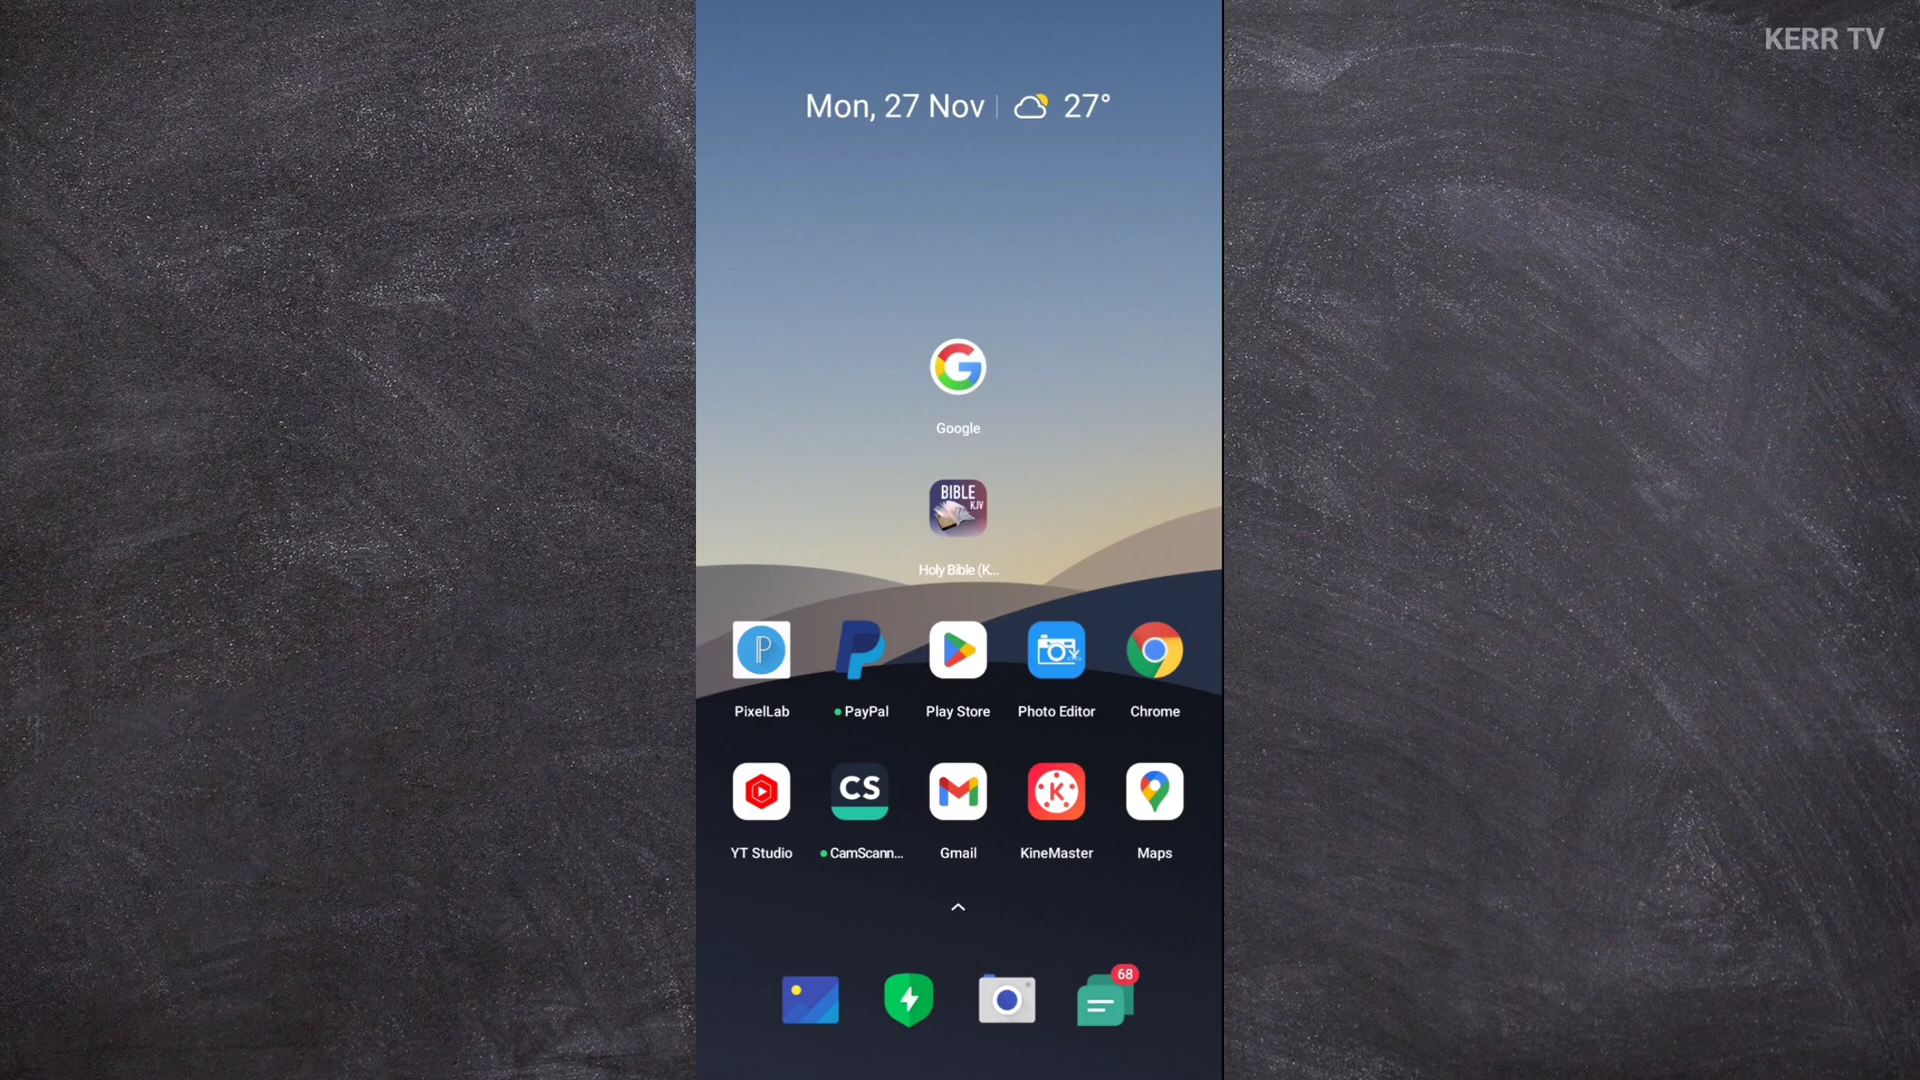 KERR TV
Mon, 27 Nov 27°
Google
BIBLE
KJV
Holy Bible (K...
PixelLab PayPal Play Store Photo Editor Chrome
CS
K
YT Studio CamScann... Gmail KineMaster Maps
68